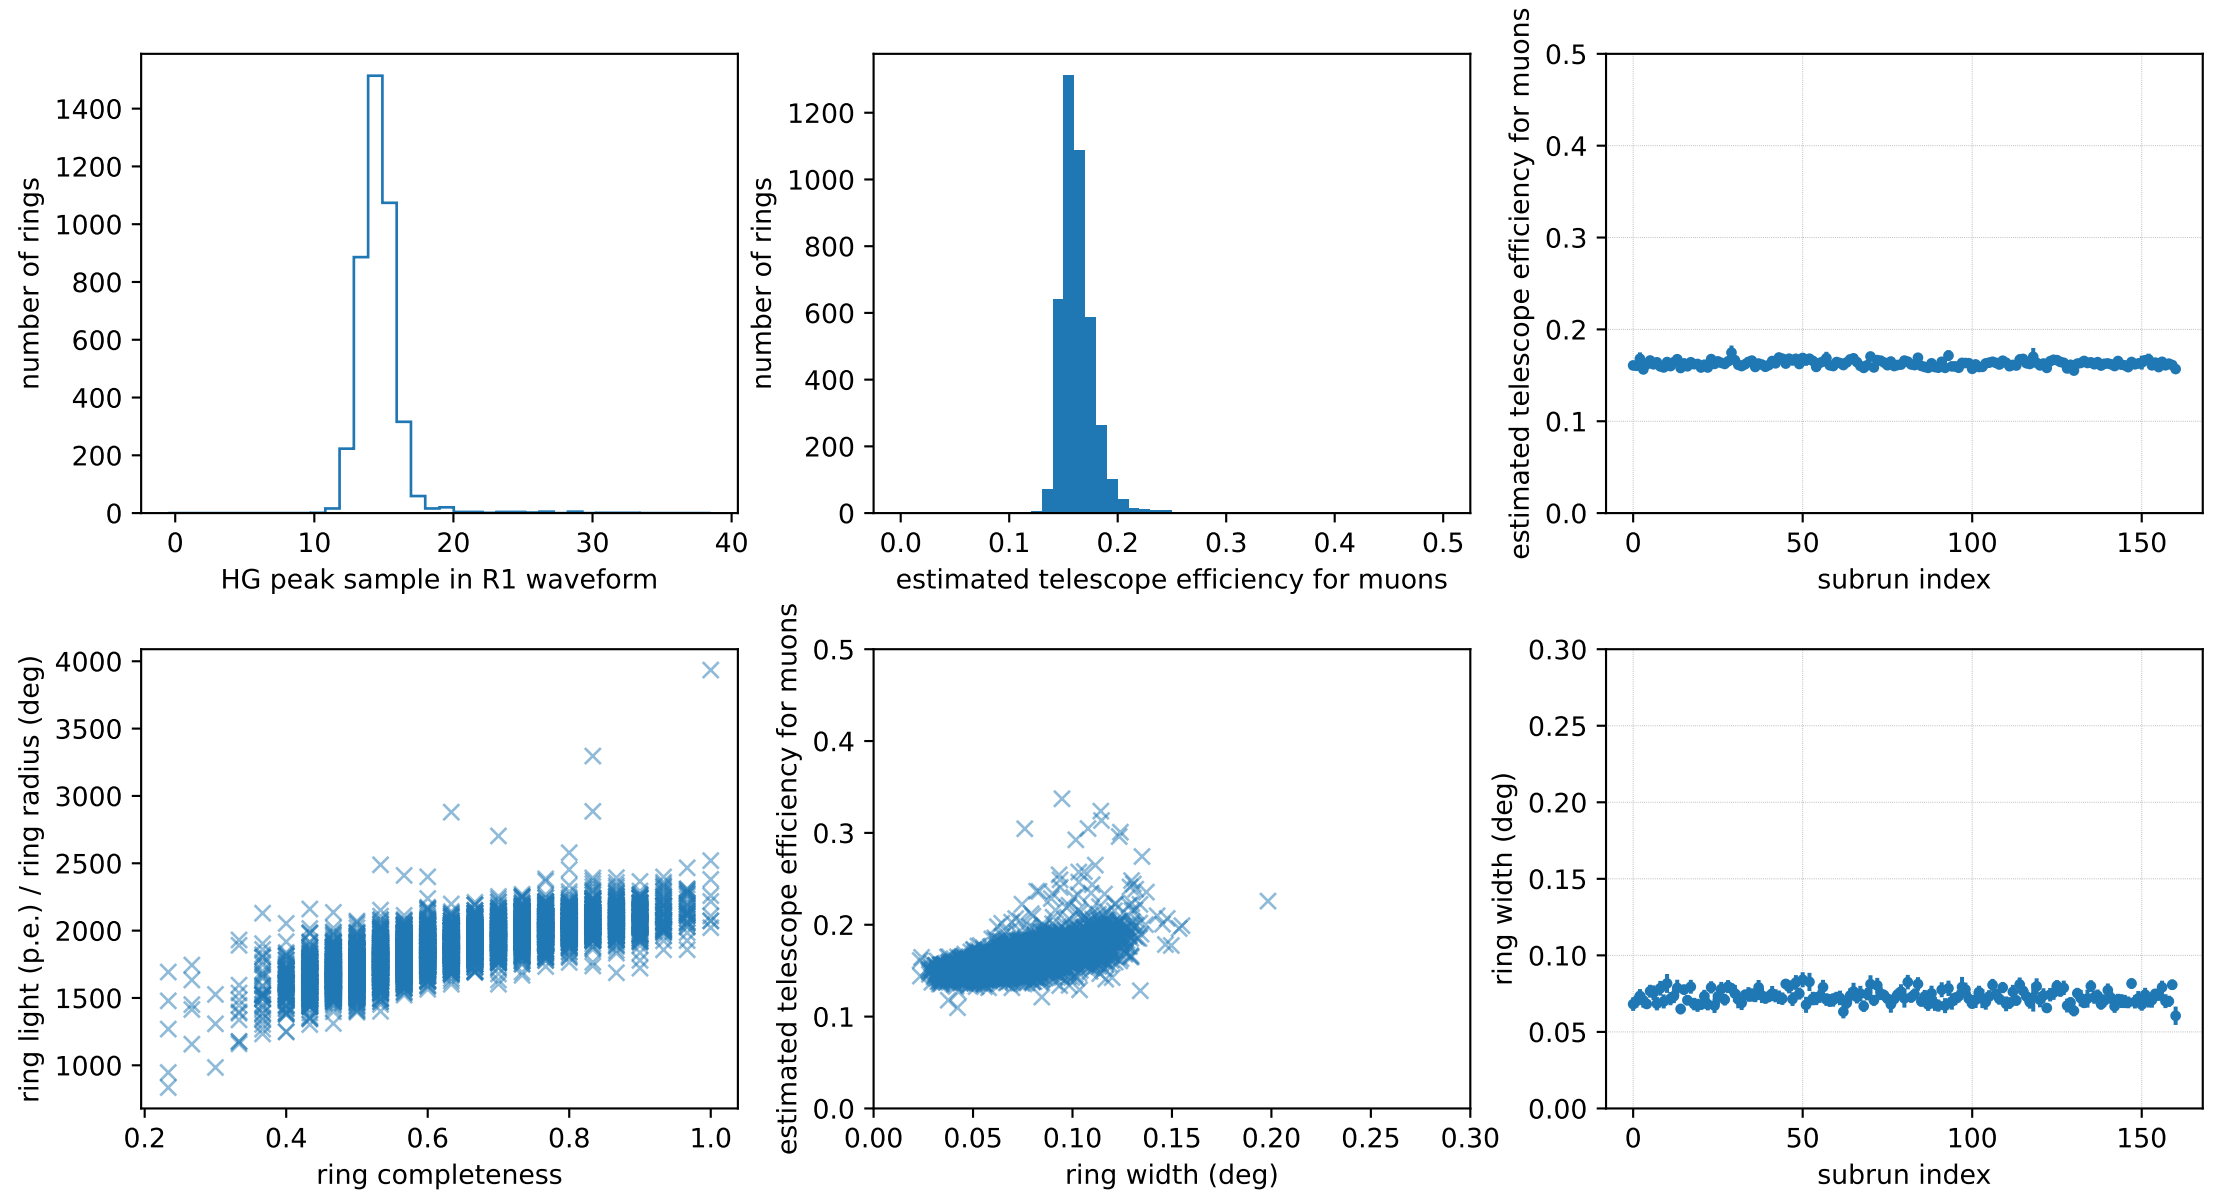 number of rings
1400
1200
1000
800
600
400
200
0
0 10 20 30 40
HG peak sample in R1 waveform
number of rings
1200
1000
800
600
400
200
0
0.0 0.1 0.2 0.3 0.4 0.5
estimated telescope efficiency for muons
estimated telescope efficiency for muons
0.5
0.4
0.3
0.2
0.1
0.0
0 50 100 150
subrun index
ring light (p.e.) / ring radius (deg)
4000
3500
3000
2500
2000
1500
1000
0.2 0.4 0.6 0.8 1.0
ring completeness
estimated telescope efficiency for muons
0.5
0.4
0.3
0.2
0.1
0.0
0.00 0.05 0.10 0.15 0.20 0.25 0.30
ring width (deg)
ring width (deg)
0.30
0.25
0.20
0.15
0.10
0.05
0.00
0 50 100 150
subrun index